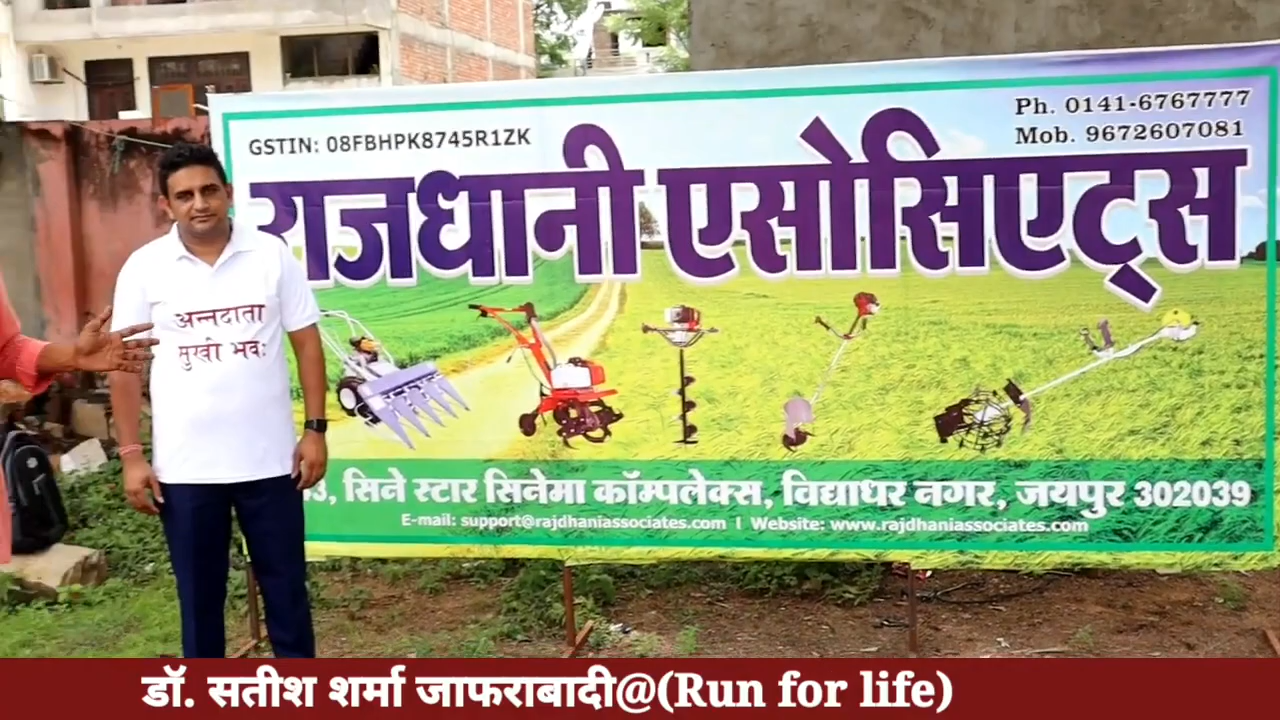 GSTIN: 08FBHPK8745R1ZK
Ph. 0141-6767777
Mob. 9672607081
राजधानी एसोसिएट्स
अन्नदाता
सुखी भवः
3, सिने स्टार सिनेमा कॉम्पलेक्स, विद्याधर नगर, जयपुर 302039
E-mail: support@rajdhaniassociates.com | Website: www.rajdhaniassociates.com
डॉ. सतीश शर्मा जाफराबादी@(Run for life)